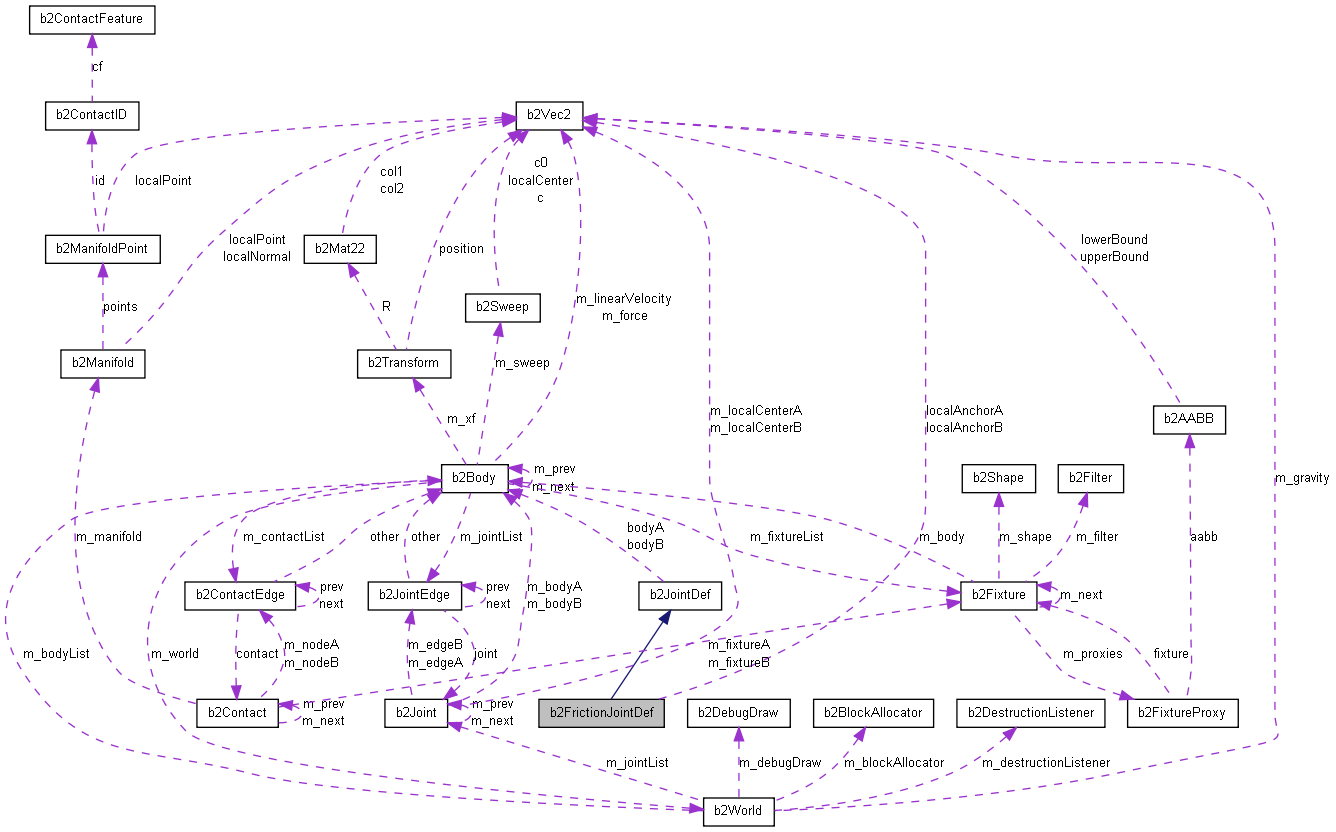 b2ContactFeature
cf
b2ContactID
b2Vec2
id
localPoint
col1
col2
c0
localCenter
c
b2ManifoldPoint
localPoint
localNormal
b2Mat22
position
lowerBound
upperBound
points
R
b2Sweep
m_linearVelocity
m_force
m_gravity
b2Manifold
b2Transform
m_sweep
m_xf
m_localCenterA
m_localCenterB
localAnchorA
localAnchorB
b2AABB
b2Body
m_prev
m_next
b2Shape
b2Filter
m_manifold
m_contactList
other
other
m_jointList
bodyA
bodyB
m_fixtureList
m_body
m_shape
m_filter
aabb
b2ContactEdge
prev
next
b2JointEdge
prev
next
m_bodyA
m_bodyB
b2JointDef
b2Fixture
m_next
m_bodyList
m_world
contact
m_nodeA
m_nodeB
m_edgeB
m_edgeA
joint
m_fixtureA
m_fixtureB
m_proxies
fixture
b2Contact
m_prev
m_next
b2Joint
m_prev
m_next
b2FrictionJointDef
b2DebugDraw
b2BlockAllocator
b2DestructionListener
b2FixtureProxy
m_jointList
m_debugDraw
m_blockAllocator
m_destructionListener
b2World